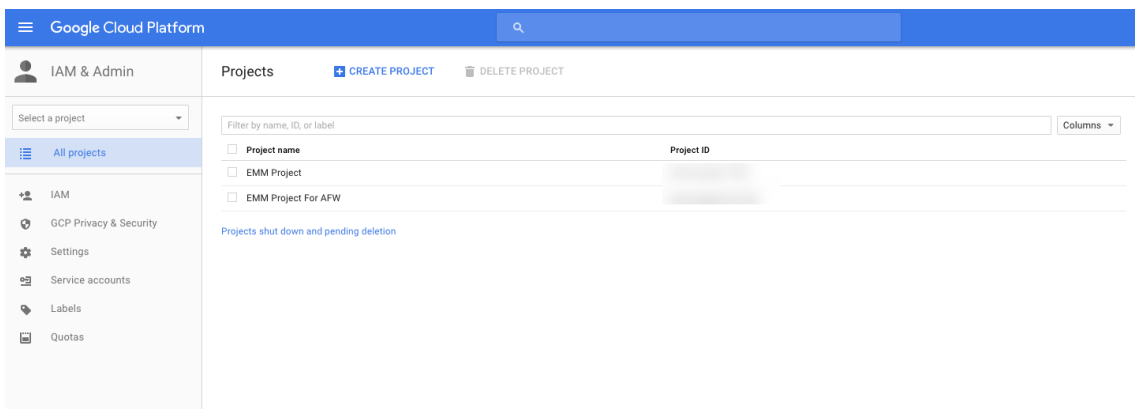 Google Cloud Platform
IAM & Admin
Projects
CREATE PROJECT
DELETE PROJECT
Select a project
Filter by name, ID, or label
Columns
All projects
Project name
Project ID
EMM Project
EMM Project For AFW
IAM
GCP Privacy & Security
Projects shut down and pending deletion
Settings
Service accounts
Labels
Quotas